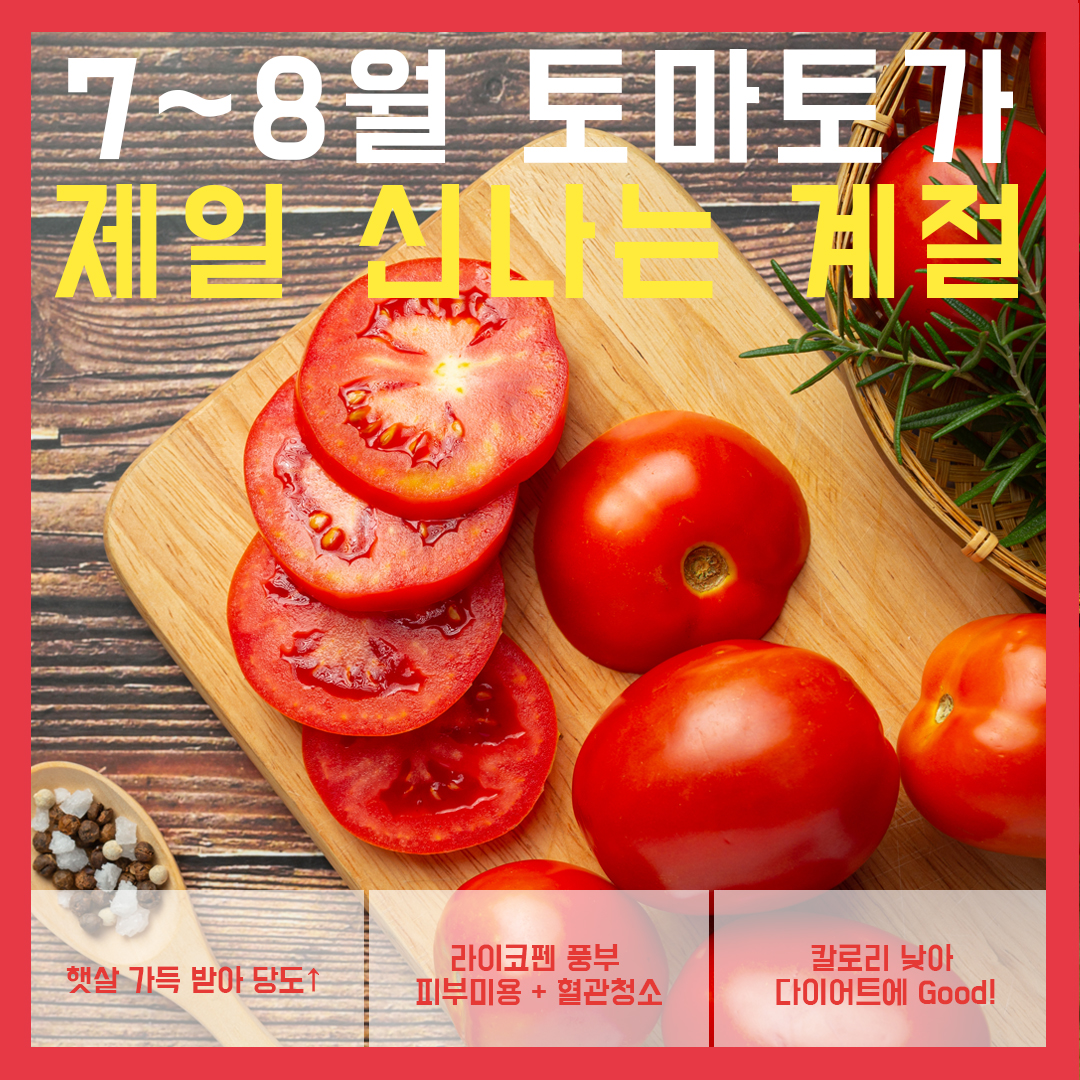 7~8월 토마토가
제일 신나는 계절
햇살 가득 받아 당도↑
라이코펜 풍부
피부미용 + 혈관청소
칼로리 낮아
다이어트에 Good!